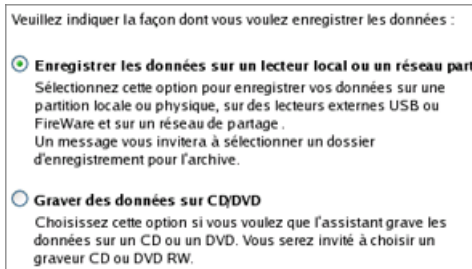 Veuillez indiquer la façon dont vous voulez enregistrer les données :
Enregistrer les données sur un lecteur local ou un réseau part
Sélectionnez cette option pour enregistrer vos données sur une
partition locale ou physique, sur des lecteurs externes USB ou
FireWare et sur un réseau de partage .
Un message vous invitera à sélectionner un dossier
d'enregistrement pour l'archive.
Graver des données sur CD/DVD
Choisissez cette option si vous voulez que l'assistant grave les
données sur un CD ou un DVD. Vous serez invité à choisir un
graveur CD ou DVD RW.